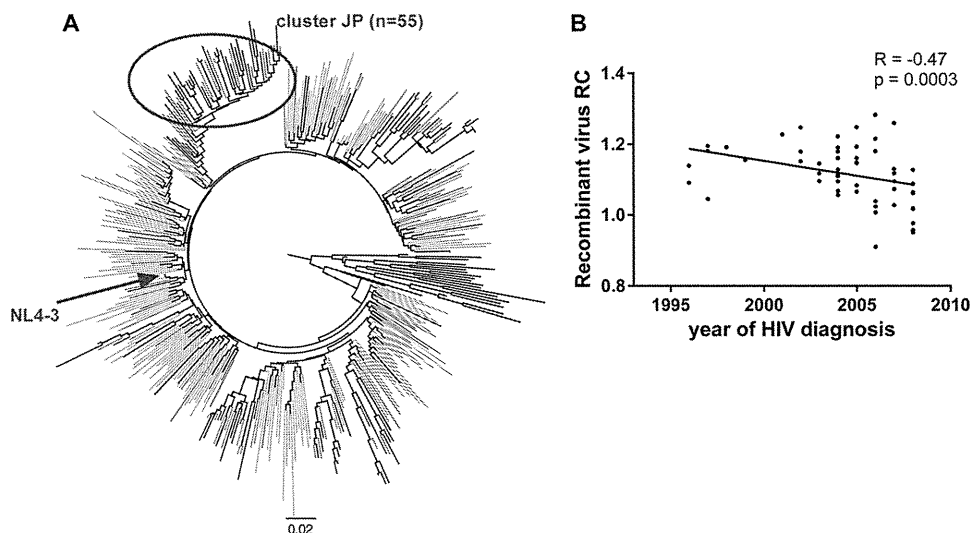 A
cluster JP (n=55)
NL4-3
0.02
B
R = -0.47
p = 0.0003
Recombinant virus RC
1.4
1.2
1.0
0.8
1995
2000
2005
2010
year of HIV diagnosis